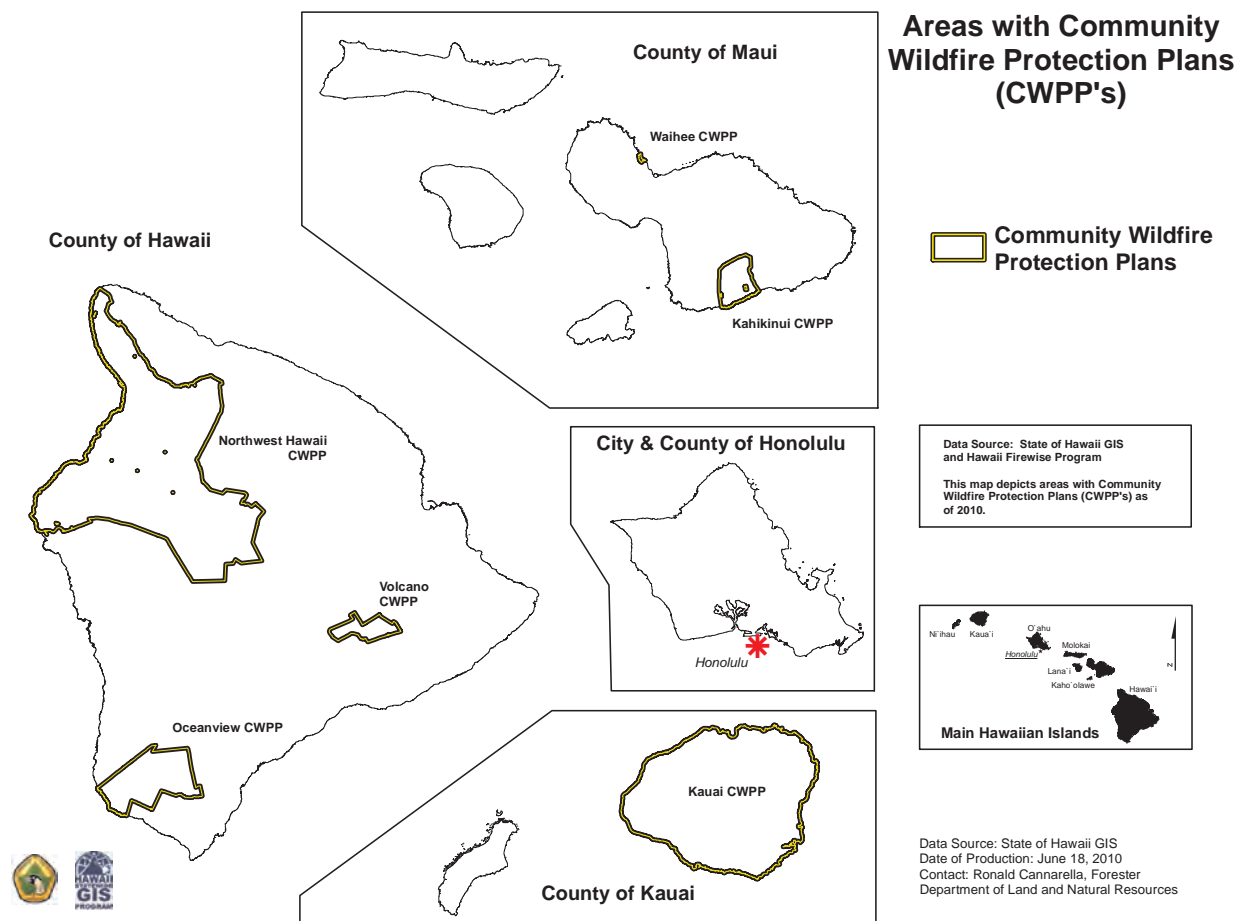 Areas with Community
Wildfire Protection Plans
(CWPP's)
County of Maui
Waihee CWPP
Kahikinui CWPP
Community Wildfire
Protection Plans
County of Hawaii
Northwest Hawaii
CWPP
Volcano
CWPP
Oceanview CWPP
City & County of Honolulu
Honolulu
Data Source: State of Hawaii GIS
and Hawaii Firewise Program
This map depicts areas with Community
Wildfire Protection Plans (CWPP's) as
of 2010.
Ni`ihau
Kaua`i
O`ahu
Honolulu
Molokai
Lana`i
Kaho`olawe
Hawai`i
N
Main Hawaiian Islands
Kauai CWPP
County of Kauai
HAWAII
STATEWIDE
GIS
PROGRAM
Data Source: State of Hawaii GIS
Date of Production: June 18, 2010
Contact: Ronald Cannarella, Forester
Department of Land and Natural Resources